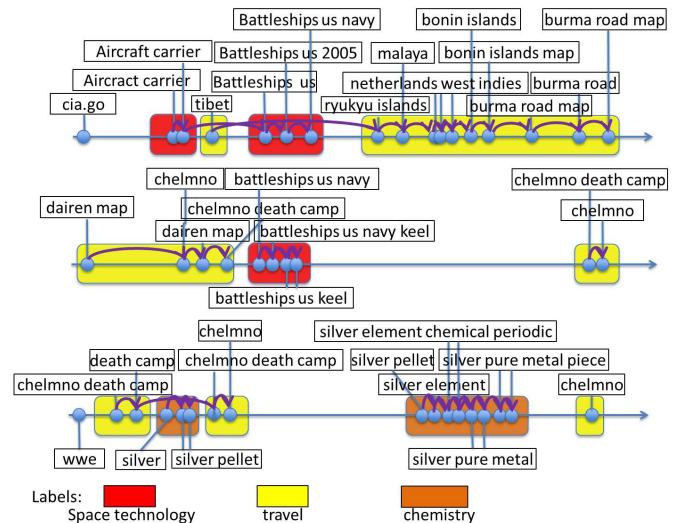 Battleships us navy
bonin islands
burma road map
Aircraft carrier
Battleships us 2005
malaya
bonin islands map
Aircract carrier
Battleships us
netherlands west indies
burma road
cia.go
tibet
ryukyu islands
burma road map
chelmno
battleships us navy
chelmno death camp
dairen map
chelmno death camp
chelmno
dairen map
battleships us navy keel
battleships us keel
chelmno
silver element chemical periodic
death camp
chelmno death camp
silver pellet
silver pure metal piece
chelmno death camp
silver element
chelmno
wwe
silver
silver pellet
silver pure metal
Labels:
Space technology
travel
chemistry